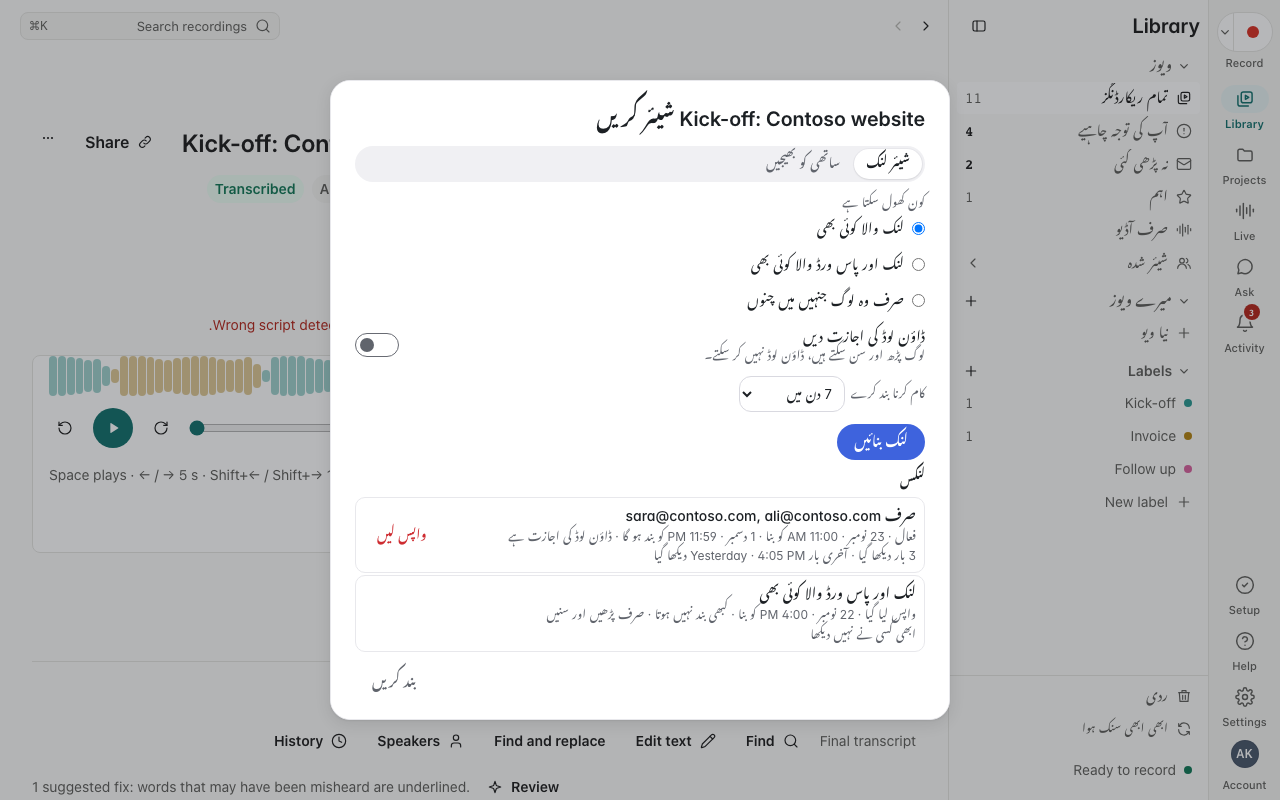 Record
Library
Projects
Live
Ask
3
Activity
Setup
Help
Settings
AK
Account
Library
ویوز
تمام ریکارڈنگز 11
آپ کی توجہ چاہیے 4
نہ پڑھی گئی 2
اہم 1
صرف آڈیو
شیئر شدہ
میرے ویوز
نیا ویو
Labels
Kick-off 1
Invoice 1
Follow up
New label
ردی
ابھی ابھی سنک ہوا
Ready to record
Search recordings ⌘K
Kick-off: Con
Share
Transcribed
A
Wrong script dete
Space plays · ← / → 5 s · Shift+← / Shift+→
Kick-off: Contoso website شیئر کریں
شیئر لنک
ساتھی کو بھیجیں
کون کھول سکتا ہے
لنک والا کوئی بھی
لنک اور پاس ورڈ والا کوئی بھی
صرف وہ لوگ جنہیں میں چنوں
ڈاؤن لوڈ کی اجازت دیں
لوگ پڑھ اور سن سکتے ہیں، ڈاؤن لوڈ نہیں کر سکتے۔
کام کرنا بند کرے 7 دن میں
لنک بنائیں
لنکس
صرف sara@contoso.com, ali@contoso.com
فعال · 23 نومبر · 11:00 AM کو بنا · 1 دسمبر · 11:59 PM کو بند ہو گا · ڈاؤن لوڈ کی اجازت ہے
3 بار دیکھا گیا · آخری بار Yesterday · 4:05 PM دیکھا گیا
واپس لیں
لنک اور پاس ورڈ والا کوئی بھی
واپس لیا گیا · 22 نومبر · 4:00 PM کو بنا · کبھی بند نہیں ہوتا · صرف پڑھیں اور سنیں
ابھی کسی نے نہیں دیکھا
بند کریں
Final transcript
Find
Edit text
Find and replace
Speakers
History
1 suggested fix: words that may have been misheard are underlined.
Review